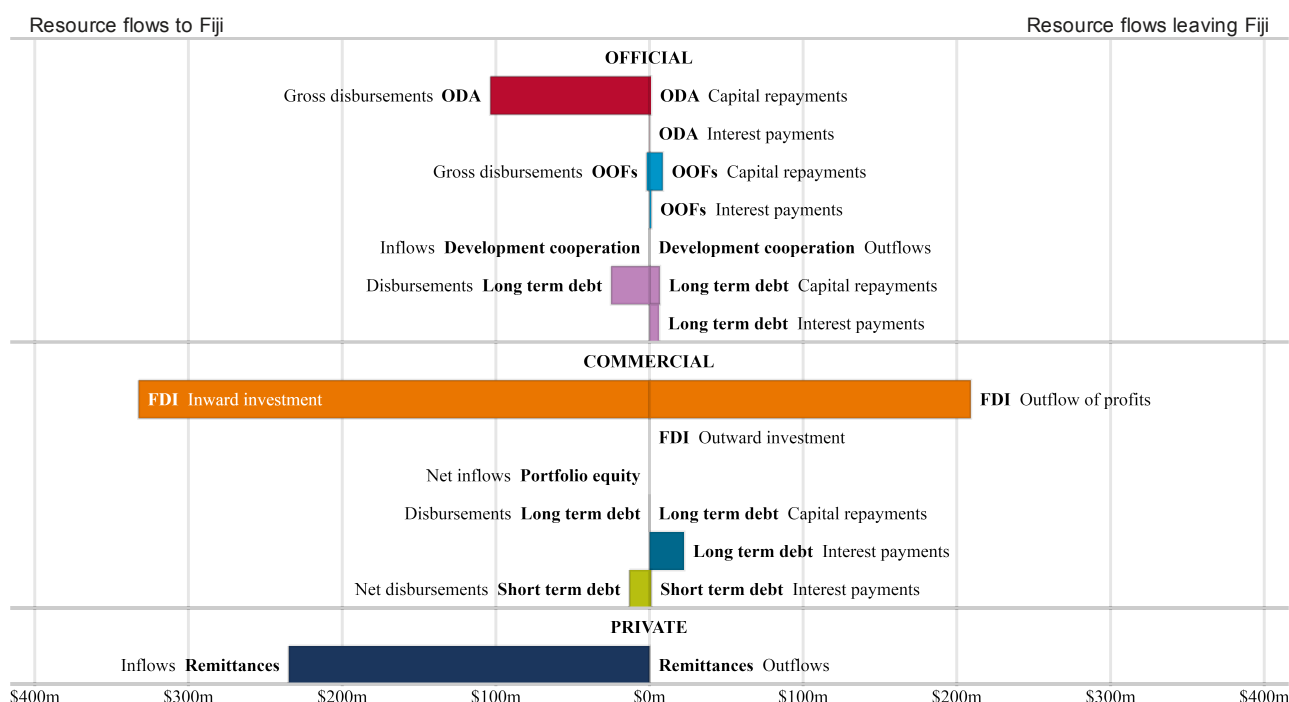 Resource flows to Fiji Resource flows leaving Fiji
OFFICIAL
Gross disbursements ODA ODA Capital repayments
ODA Interest payments
Gross disbursements OOFs OOFs Capital repayments
OOFs Interest payments
Inflows Development cooperation Development cooperation Outflows
Disbursements Long term debt Long term debt Capital repayments
Long term debt Interest payments
COMMERCIAL
FDI Inward investment FDI Outflow of profits
FDI Outward investment
Net inflows Portfolio equity
Disbursements Long term debt Long term debt Capital repayments
Long term debt Interest payments
Net disbursements Short term debt Short term debt Interest payments
PRIVATE
Inflows Remittances Remittances Outflows
$400m $300m $200m $100m $0m $100m $200m $300m $400m